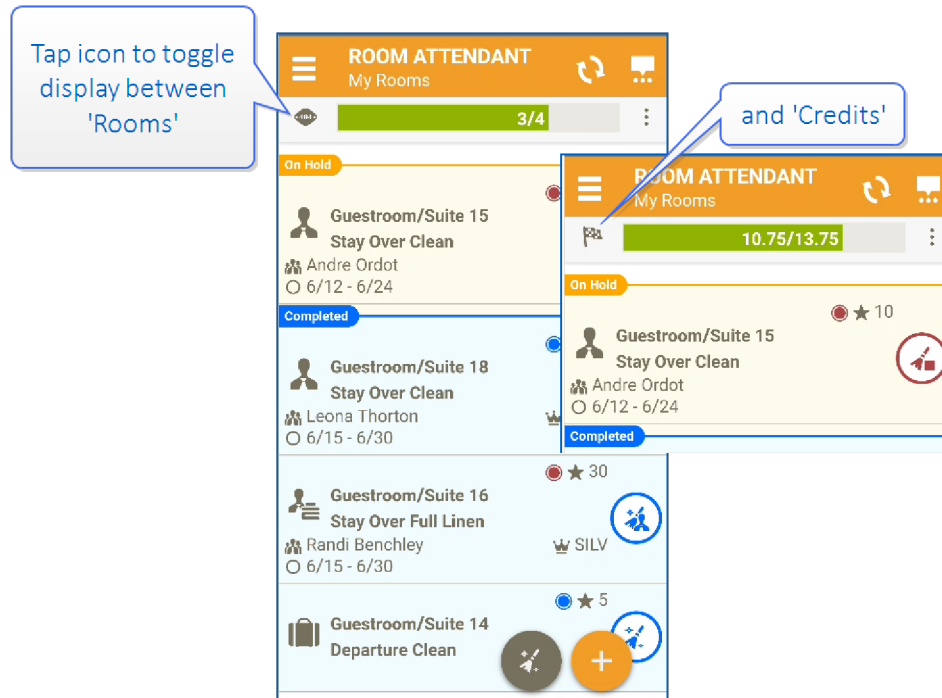 Tap icon to toggle
display between
'Rooms'
ROOM ATTENDANT
My Rooms
3/4
On Hold
Guestroom/Suite 15
Stay Over Clean
Andre Ordot
6/12 - 6/24
Completed
Guestroom/Suite 18
Stay Over Clean
Leona Thorton
6/15 - 6/30
30
Guestroom/Suite 16
Stay Over Full Linen
Randi Benchley
SILV
6/15 - 6/30
5
Guestroom/Suite 14
Departure Clean
and 'Credits'
ROOM ATTENDANT
My Rooms
10.75/13.75
On Hold
10
Guestroom/Suite 15
Stay Over Clean
Andre Ordot
6/12 - 6/24
Completed